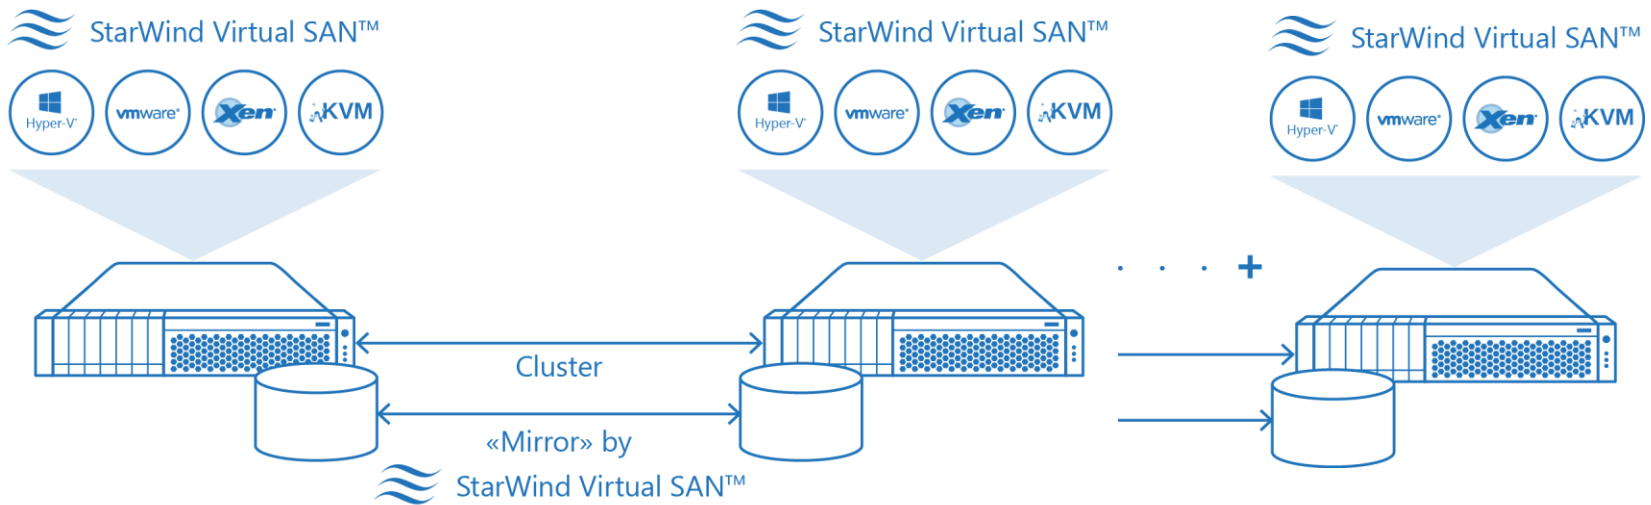 StarWind Virtual SAN™
StarWind Virtual SAN™
StarWind Virtual SAN™
Hyper-V
vmware®
Xen
KVM
Hyper-V
vmware®
Xen
KVM
Hyper-V
vmware®
Xen
KVM
. . . +
Cluster
«Mirror» by
StarWind Virtual SAN™